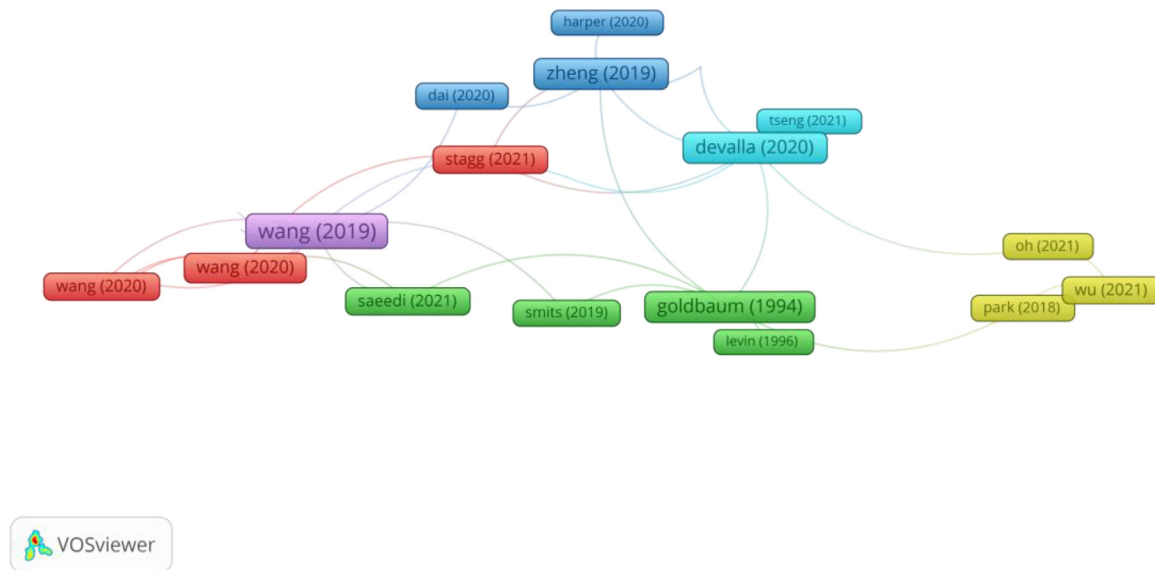 harper (2020)
zheng (2019)
dai (2020)
tseng (2021)
devalla (2020)
stagg (2021)
wang (2019)
oh (2021)
wang (2020)
wang (2020)
wu (2021)
saeedi (2021)
smits (2019)
goldbaum (1994)
park (2018)
levin (1996)
VOSviewer